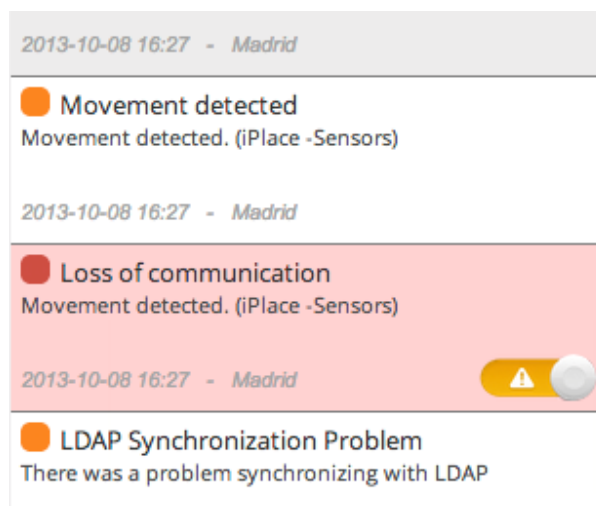 2013-10-08 16:27 - Madrid
Movement detected
Movement detected. (iPlace -Sensors)
2013-10-08 16:27 - Madrid
Loss of communication
Movement detected. (iPlace -Sensors)
2013-10-08 16:27 - Madrid
LDAP Synchronization Problem
There was a problem synchronizing with LDAP